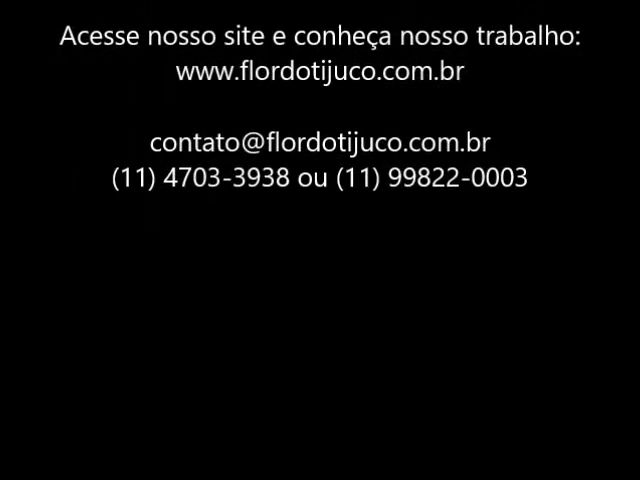 Acesse nosso site e conheça nosso trabalho:
www.flordotijuco.com.br
contato@flordotijuco.com.br
(11) 4703-3938 ou (11) 99822-0003